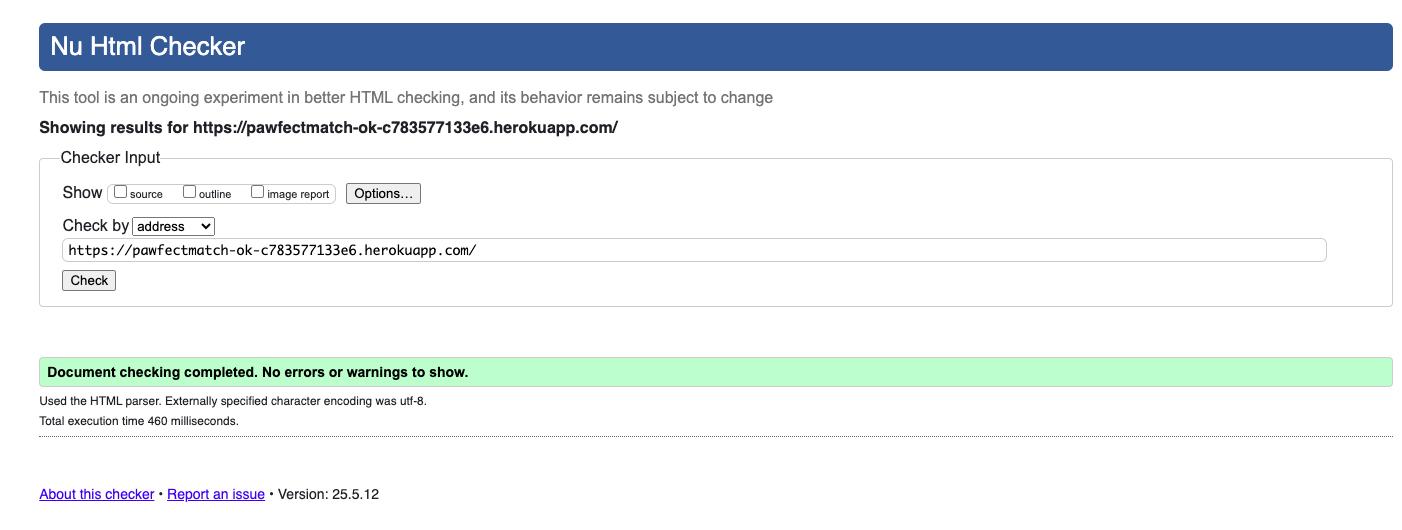 Nu Html Checker
This tool is an ongoing experiment in better HTML checking, and its behavior remains subject to change
Showing results for https://pawfectmatch-ok-c783577133e6.herokuapp.com/
Checker Input
Show source outline image report Options...
Check by address
https://pawfectmatch-ok-c783577133e6.herokuapp.com/
Check
Document checking completed. No errors or warnings to show.
Used the HTML parser. Externally specified character encoding was utf-8.
Total execution time 460 milliseconds.
About this checker • Report an issue • Version: 25.5.12